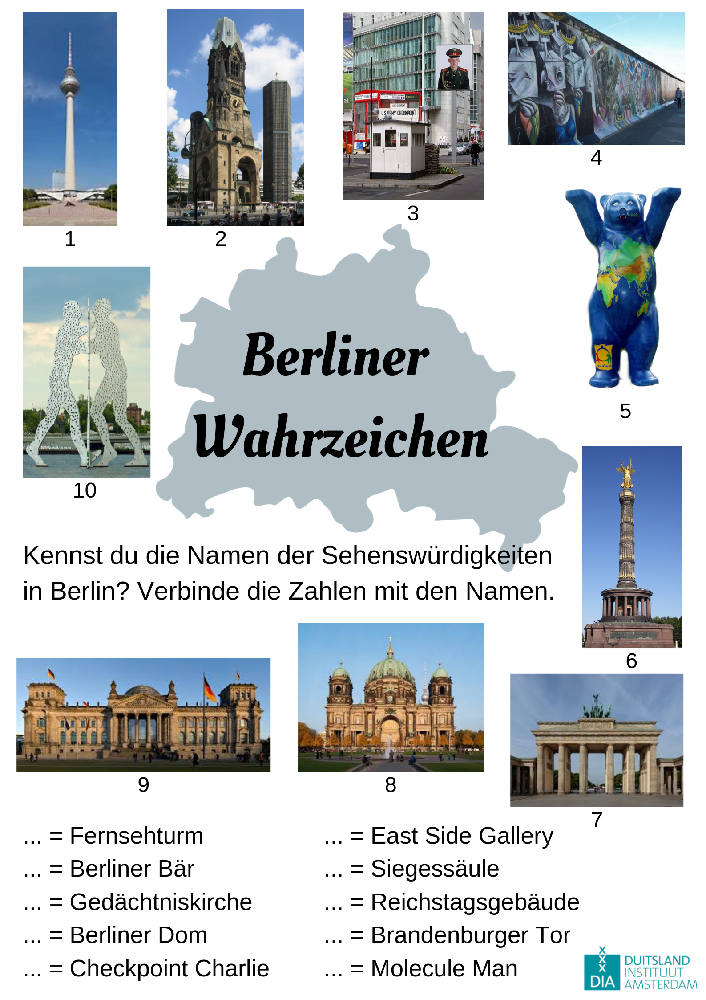 U.S. ARMY CHECKPOINT
1
2
3
4
5
Berliner
Wahrzeichen
10
Kennst du die Namen der Sehenswürdigkeiten
in Berlin? Verbinde die Zahlen mit den Namen.
6
9
8
7
... = Fernsehturm
... = Berliner Bär
... = Gedächtniskirche
... = Berliner Dom
... = Checkpoint Charlie
... = East Side Gallery
... = Siegessäule
... = Reichstagsgebäude
... = Brandenburger Tor
... = Molecule Man
X
X
X
DIA
DUITSLAND
INSTITUUT
AMSTERDAM